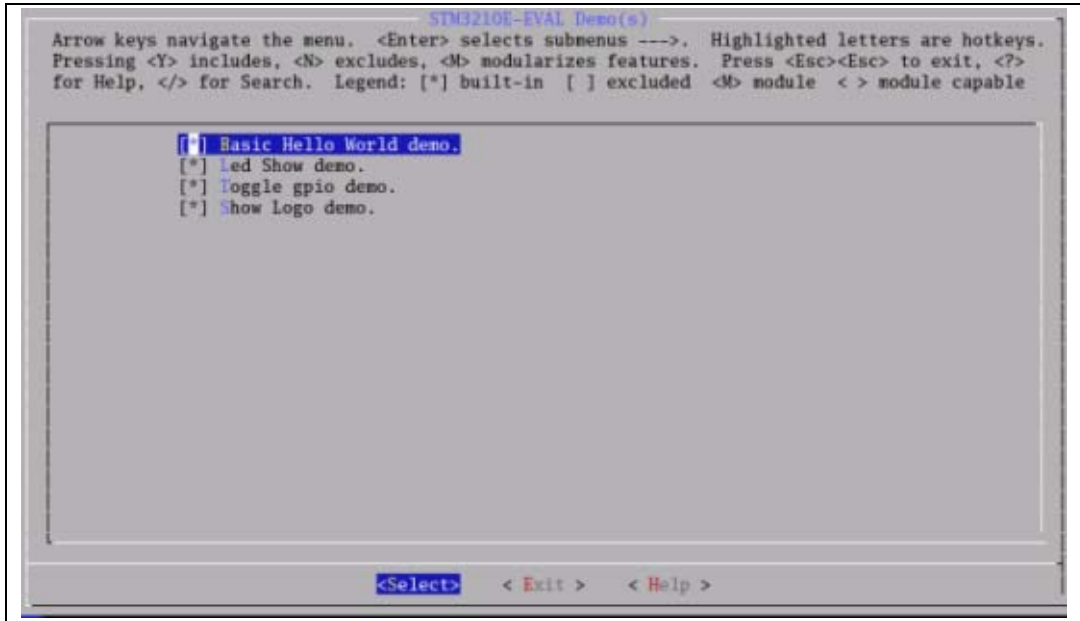 STM3210E-EVAL Demo(s)
Arrow keys navigate the menu. <Enter> selects submenus --->. Highlighted letters are hotkeys.
Pressing <Y> includes, <N> excludes, <M> modularizes features. Press <Esc><Esc> to exit, <?>
for Help, </> for Search. Legend: [*] built-in [ ] excluded <M> module < > module capable
[*] Basic Hello World demo.
[*] Led Show demo.
[*] Toggle gpio demo.
[*] Show Logo demo.
<Select> < Exit > < Help >